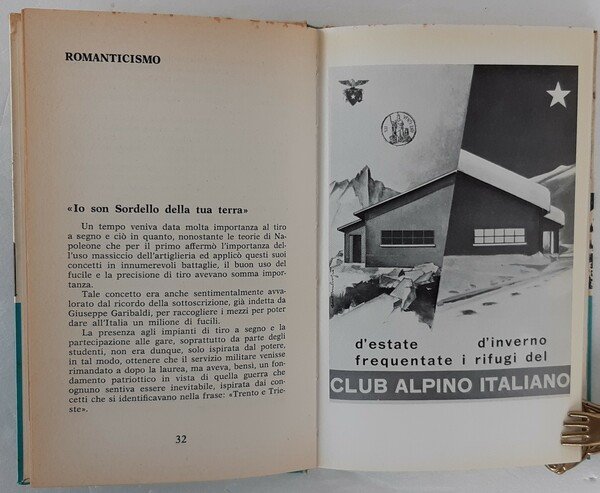 ROMANTICISMO
«Io son Sordello della tua terra»
Un tempo veniva data molta importanza al tiro
a segno e ciò in quanto, nonostante le teorie di Na-
poleone che per il primo affermò l'importanza del-
l'uso massiccio dell'artiglieria ed applicò questi suoi
concetti in innumerevoli battaglie, il buon uso del
fucile e la precisione di tiro avevano somma impor-
tanza.
Tale concetto era anche sentimentalmente avva-
lorato dal ricordo della sottoscrizione, già indetta da
Giuseppe Garibaldi, per raccogliere i mezzi per poter
dare all'Italia un milione di fucili.
La presenza agli impianti di tiro a segno e la
partecipazione alle gare, soprattutto da parte degli
studenti, non era dunque, solo ispirata dal potere,
in tal modo, ottenere che il servizio militare venisse
rimandato a dopo la laurea, ma aveva, bensì, un fon-
damento patriottico in vista di quella guerra che
ognuno sentiva essere inevitabile, ispirata dai con-
cetti che si identificavano nella frase: «Trento e Trie-
ste».
32
d'estate d'inverno
frequentate i rifugi del
CLUB ALPINO ITALIANO